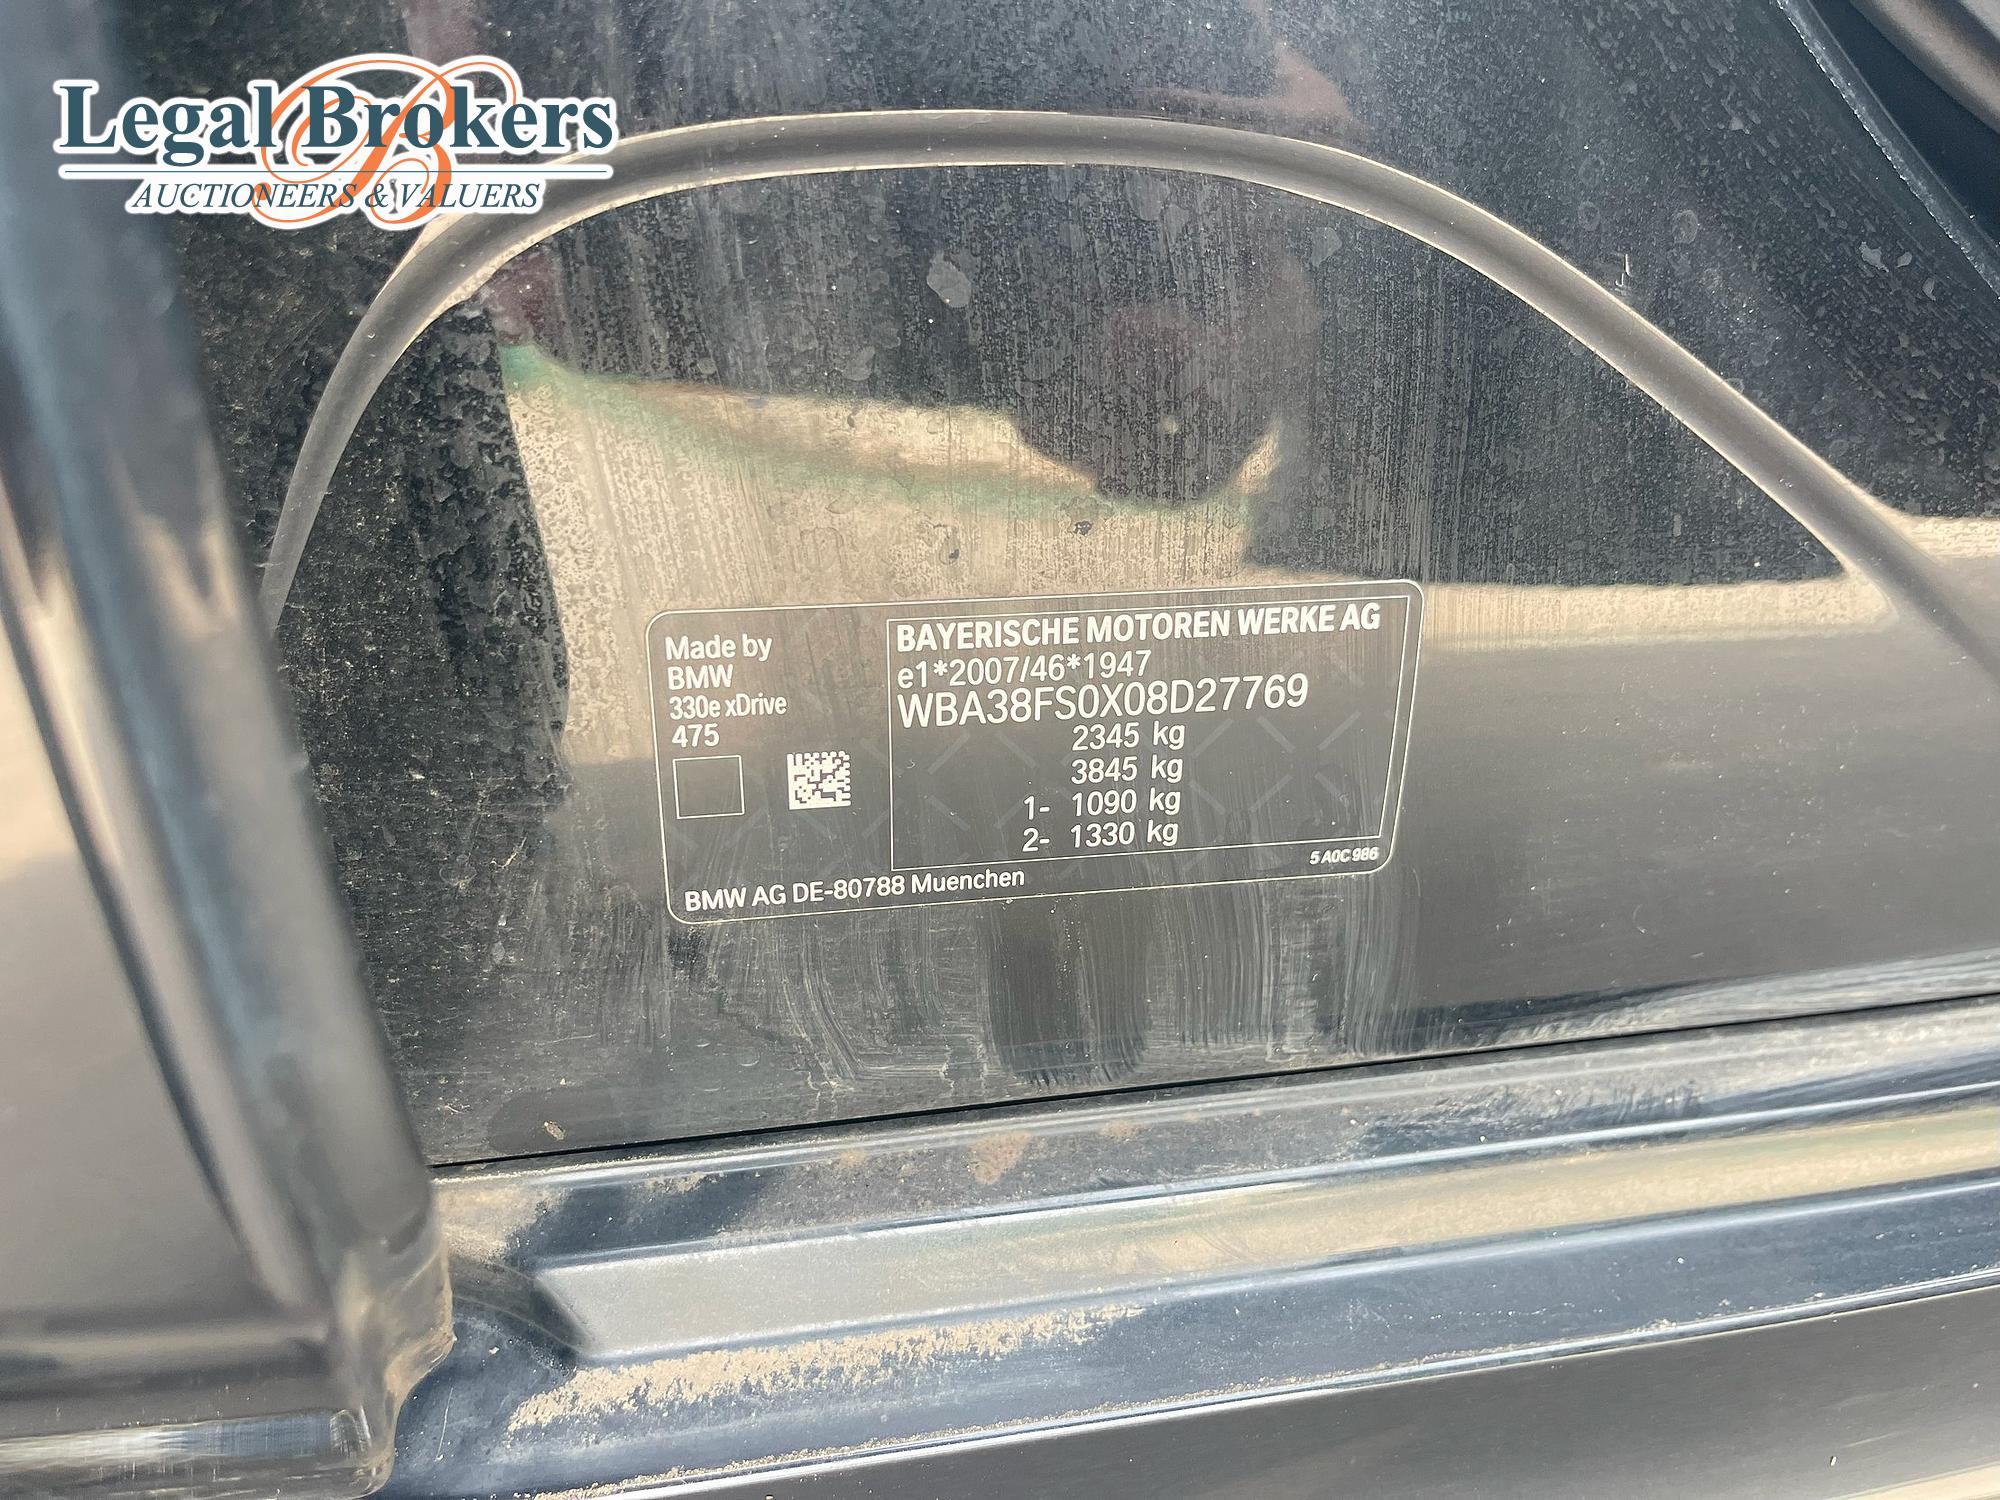 Legal Brokers
AUCTIONEERS & VALUERS
Made by
BMW
330e xDrive
475
BAYERISCHE MOTOREN WERKE AG
e1*2007/46*1947
WBA38FS0X08D27769
2345 kg
3845 kg
1- 1090 kg
2- 1330 kg
5 A0C 986
BMW AG DE-80788 Muenchen